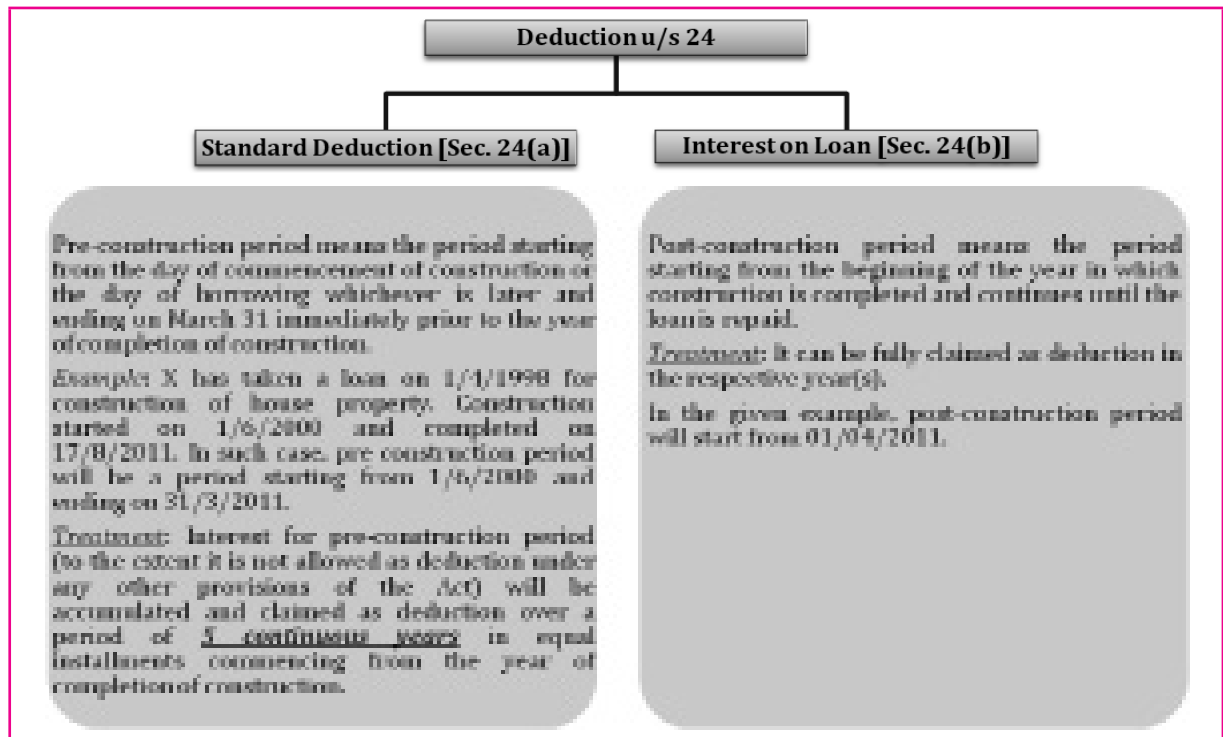 Deduction u/s 24
Standard Deduction [Sec. 24(a)]
Interest on Loan [Sec. 24(b)]
Pre-construction period means the period starting
from the day of commencement of construction or
the day of borrowing whichever is later and
ending on March 31 immediately prior to the year
of completion of construction.
Example: X has taken a loan on 1/4/1998 for
construction of house property. Construction
started on 1/6/2000 and completed on
17/8/2011. In such case, pre construction period
will be a period starting from 1/6/2000 and
ending on 31/3/2011.
Treatment: Interest for pre-construction period
(to the extent it is not allowed as deduction under
any other provisions of the Act) will be
accumulated and claimed as deduction over a
period of 5 continuous years in equal
installments commencing from the year of
completion of construction.
Post-construction period means the period
starting from the beginning of the year in which
construction is completed and continues until the
loan is repaid.
Treatment: It can be fully claimed as deduction in
the respective year(s).
In the given example, post-construction period
will start from 01/04/2011.